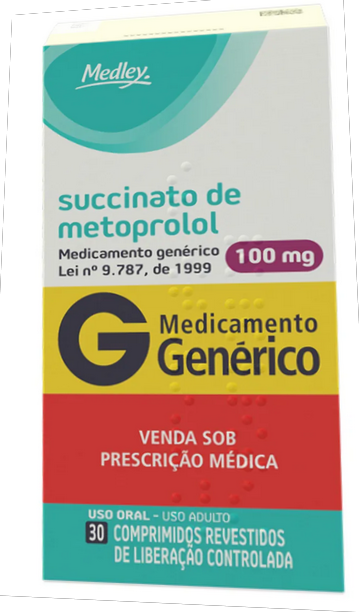 Medley.
succinato de
metoprolol
Medicamento genérico
Lei nº 9.787, de 1999
100 mg
G Medicamento
Genérico
VENDA SOB
PRESCRIÇÃO MÉDICA
USO ORAL – USO ADULTO
30 COMPRIMIDOS REVESTIDOS
DE LIBERAÇÃO CONTROLADA